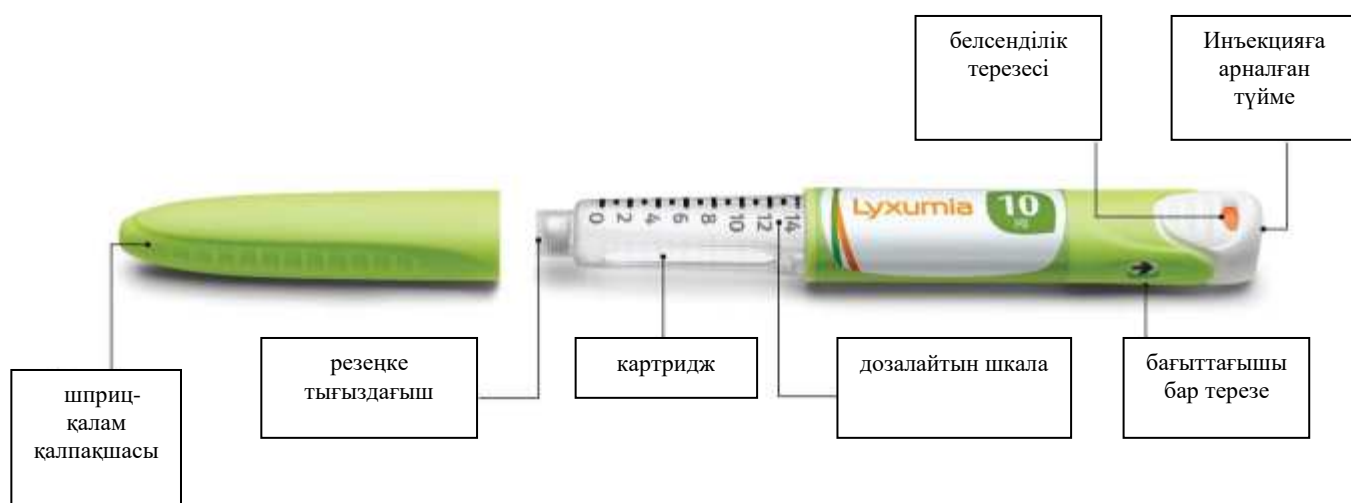 белсенділік
терезесі
Инъекцияға
арналған
түйме
0 2 4 6 8 10 12 14
Lyxumia
10
резеңке
тығыздағыш
картридж
дозалайтын шкала
бағыттағышы
бар терезе
шприц-
қалам
қалпақшасы